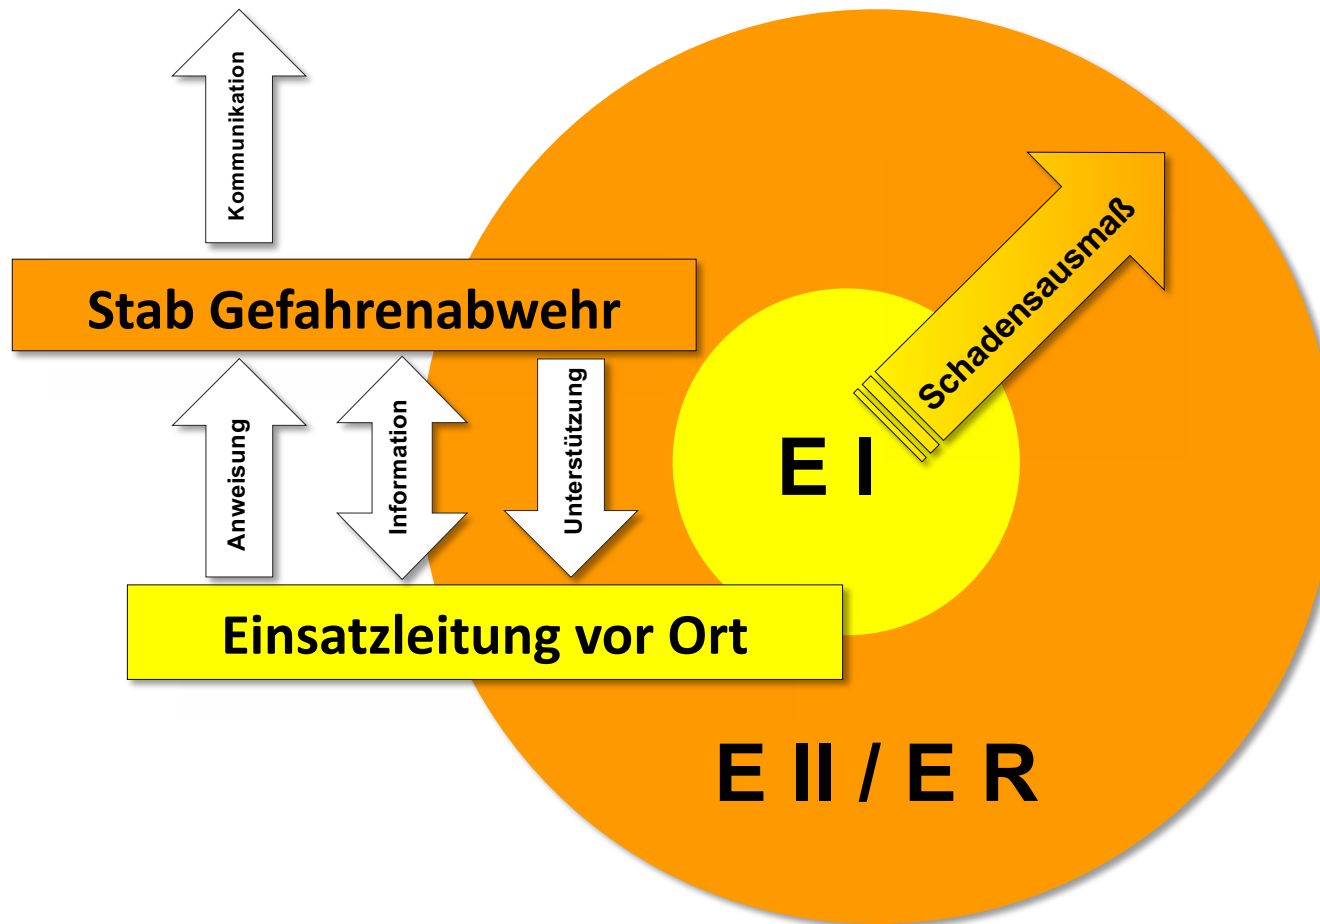 Kommunikation
Schadensausmaß
Stab Gefahrenabwehr
Anweisung
Information
Unterstützung
E I
Einsatzleitung vor Ort
E II / E R